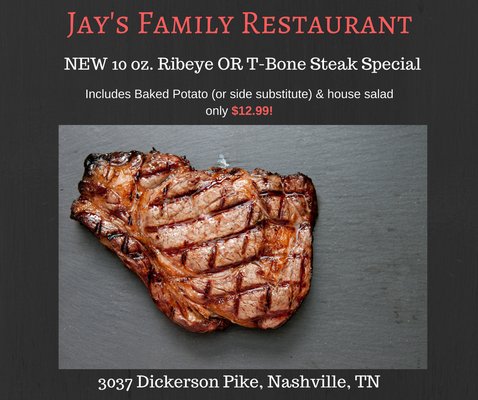 Jay's Family Restaurant
NEW 10 oz. Ribeye OR T-Bone Steak Special
Includes Baked Potato (or side substitute) & house salad
only $12.99!
3037 Dickerson Pike, Nashville, TN